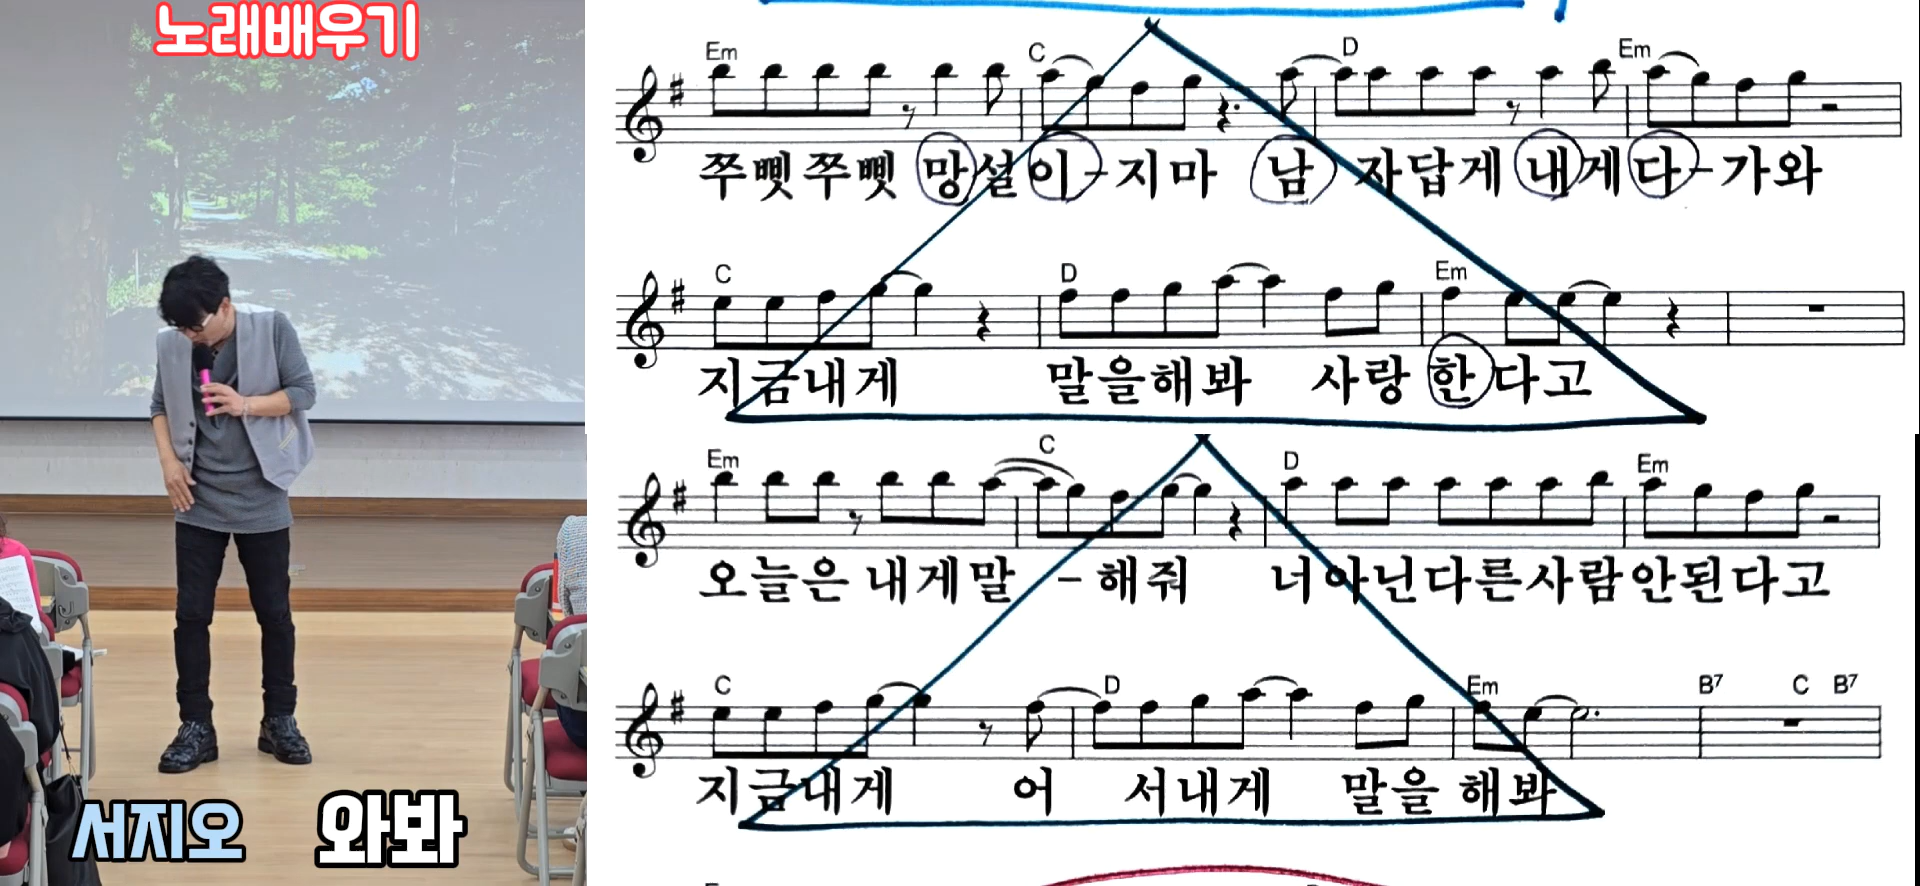 노래배우기
서지오 와봐
Em C D Em
쭈뼛쭈뼛 망설이-지마 남 자답게 내게다-가와
C D Em
지금내게 말을해봐 사랑한다고
Em C D Em
오늘은 내게말 -해줘 너아닌다른사람안된다고
C D Em B7 C B7
지금내게 어 서내게 말을 해봐